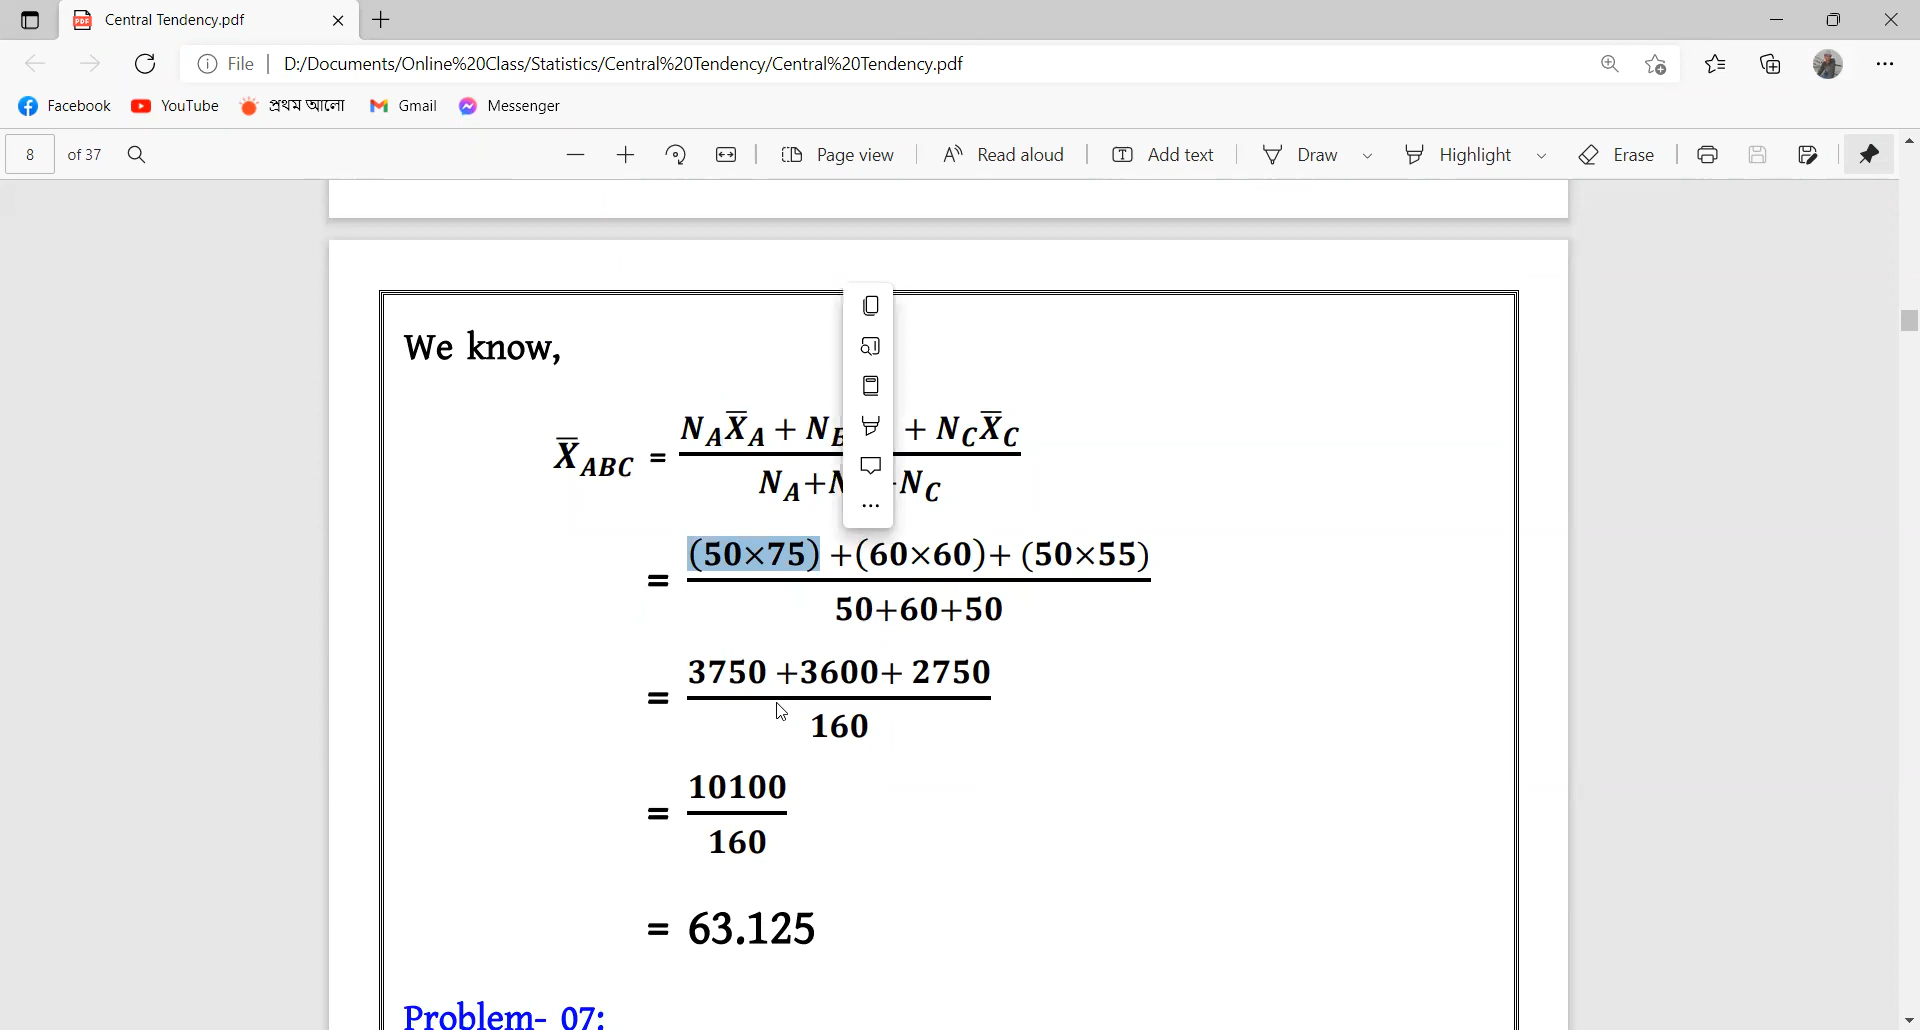 Central Tendency.pdf
File D:/Documents/Online%20Class/Statistics/Central%20Tendency/Central%20Tendency.pdf
Facebook YouTube প্রথম আলো Gmail Messenger
8 of 37 Page view Read aloud Add text Draw Highlight Erase
We know,
X̅ABC = NAX̅A + NB + NCX̅C
NA+N NC
= (50×75) +(60×60)+ (50×55)
50+60+50
= 3750 +3600+ 2750
160
= 10100
160
= 63.125
Problem- 07: